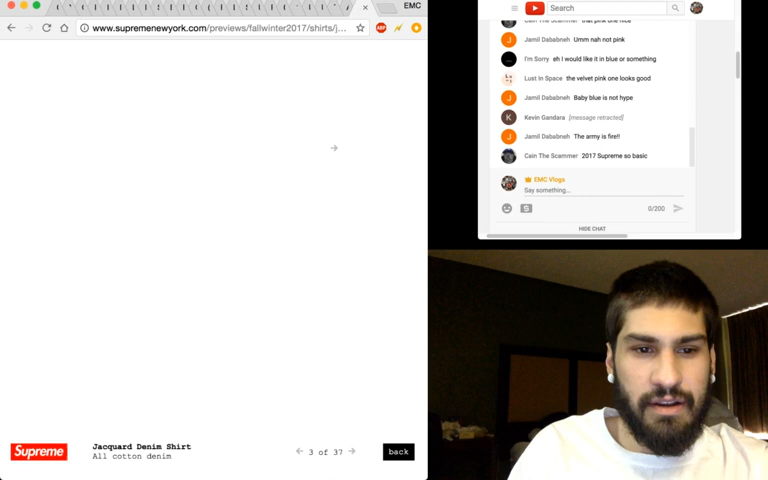 EMC
www.supremenewyork.com/previews/fallwinter2017/shirts/j...
ABP
Supreme
Jacquard Denim Shirt
All cotton denim
3 of 37
back
Search
Cain The Scammer that pink one nice
Jamil Dababneh Umm nah not pink
I'm Sorry eh I would like it in blue or something
Lust In Space the velvet pink one looks good
J Jamil Dababneh Baby blue is not hype
K Kevin Gandara [message retracted]
J Jamil Dababneh The army is fire!!
Cain The Scammer 2017 Supreme so basic
EMC Vlogs
Say something...
0/200
HIDE CHAT